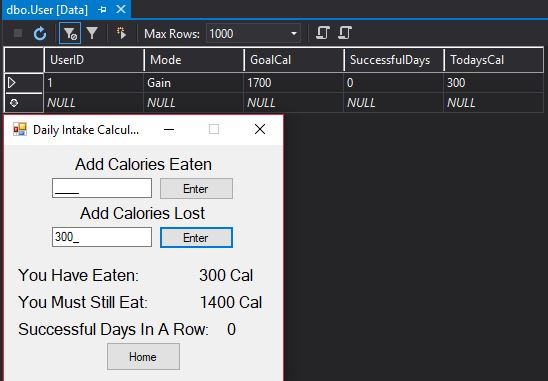 dbo.User [Data]
Max Rows: 1000
UserID Mode GoalCal SuccessfulDays TodaysCal
1 Gain 1700 0 300
NULL NULL NULL NULL NULL
Daily Intake Calcul...
Add Calories Eaten
____ Enter
Add Calories Lost
300_ Enter
You Have Eaten: 300 Cal
You Must Still Eat: 1400 Cal
Successful Days In A Row: 0
Home